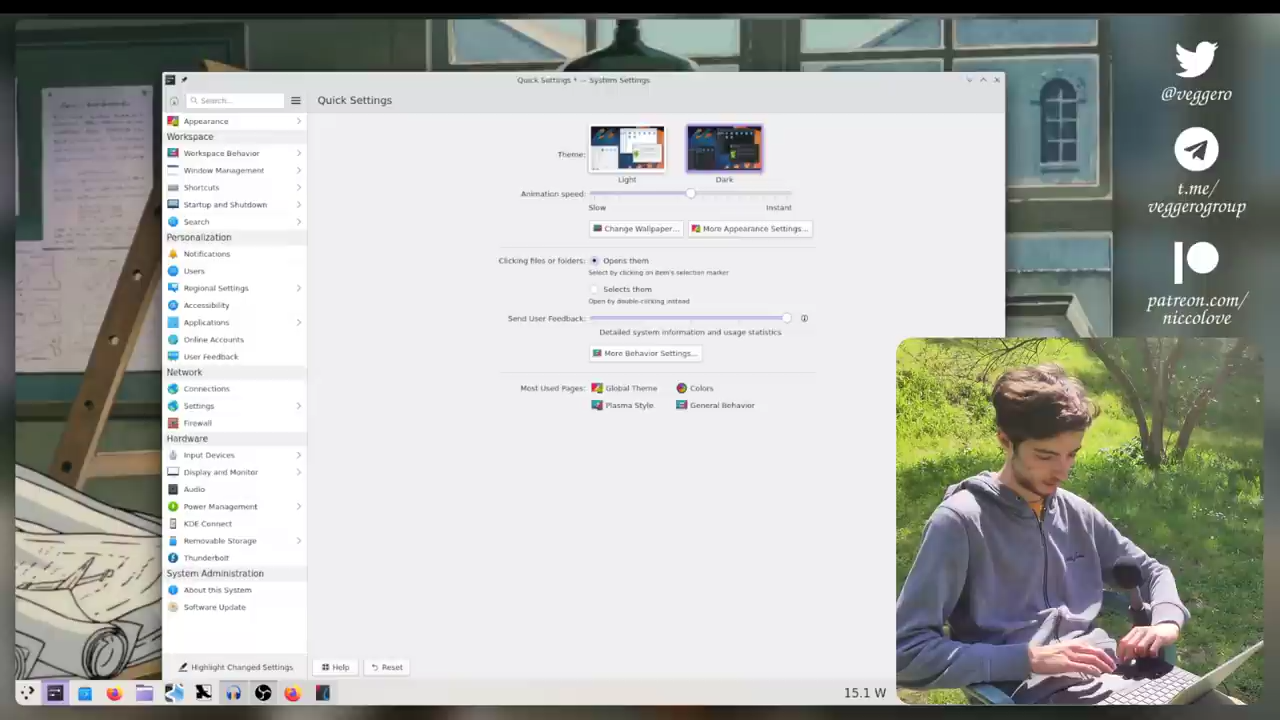 Quick Settings * — System Settings
Search...
Quick Settings
Appearance
Workspace
Workspace Behavior
Window Management
Shortcuts
Startup and Shutdown
Search
Personalization
Notifications
Users
Regional Settings
Accessibility
Applications
Online Accounts
User Feedback
Network
Connections
Settings
Firewall
Hardware
Input Devices
Display and Monitor
Audio
Power Management
KDE Connect
Removable Storage
Thunderbolt
System Administration
About this System
Software Update
Highlight Changed Settings
Theme:
Light
Dark
Animation speed:
Slow
Instant
Change Wallpaper...
More Appearance Settings...
Clicking files or folders:
Opens them
Select by clicking on item's selection marker
Selects them
Open by double-clicking instead
Send User Feedback:
Detailed system information and usage statistics
More Behavior Settings...
Most Used Pages:
Global Theme
Colors
Plasma Style
General Behavior
Help
Reset
15.1 W
@veggero
t.me/
veggerogroup
patreon.com/
niccolove